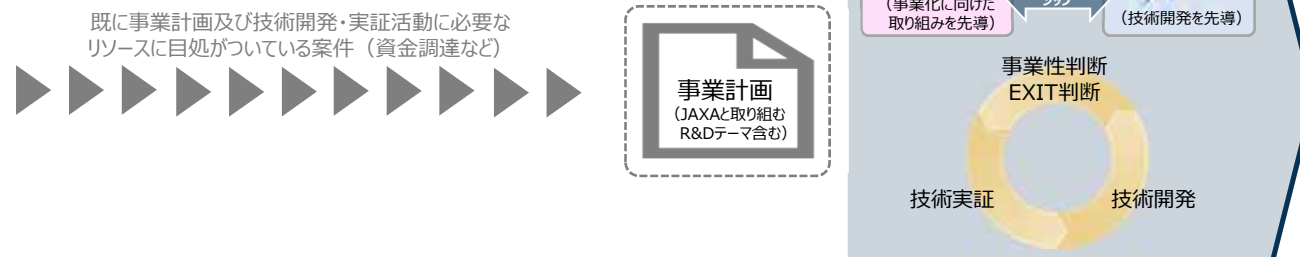 既に事業計画及び技術開発・実証活動に必要な
リソースに目処がついている案件（資金調達など）
事業計画
（JAXAと取り組む
R&Dテーマ含む）
（事業化に向けた
取り組みを先導）
（技術開発を先導）
事業性判断
EXIT判断
技術実証
技術開発